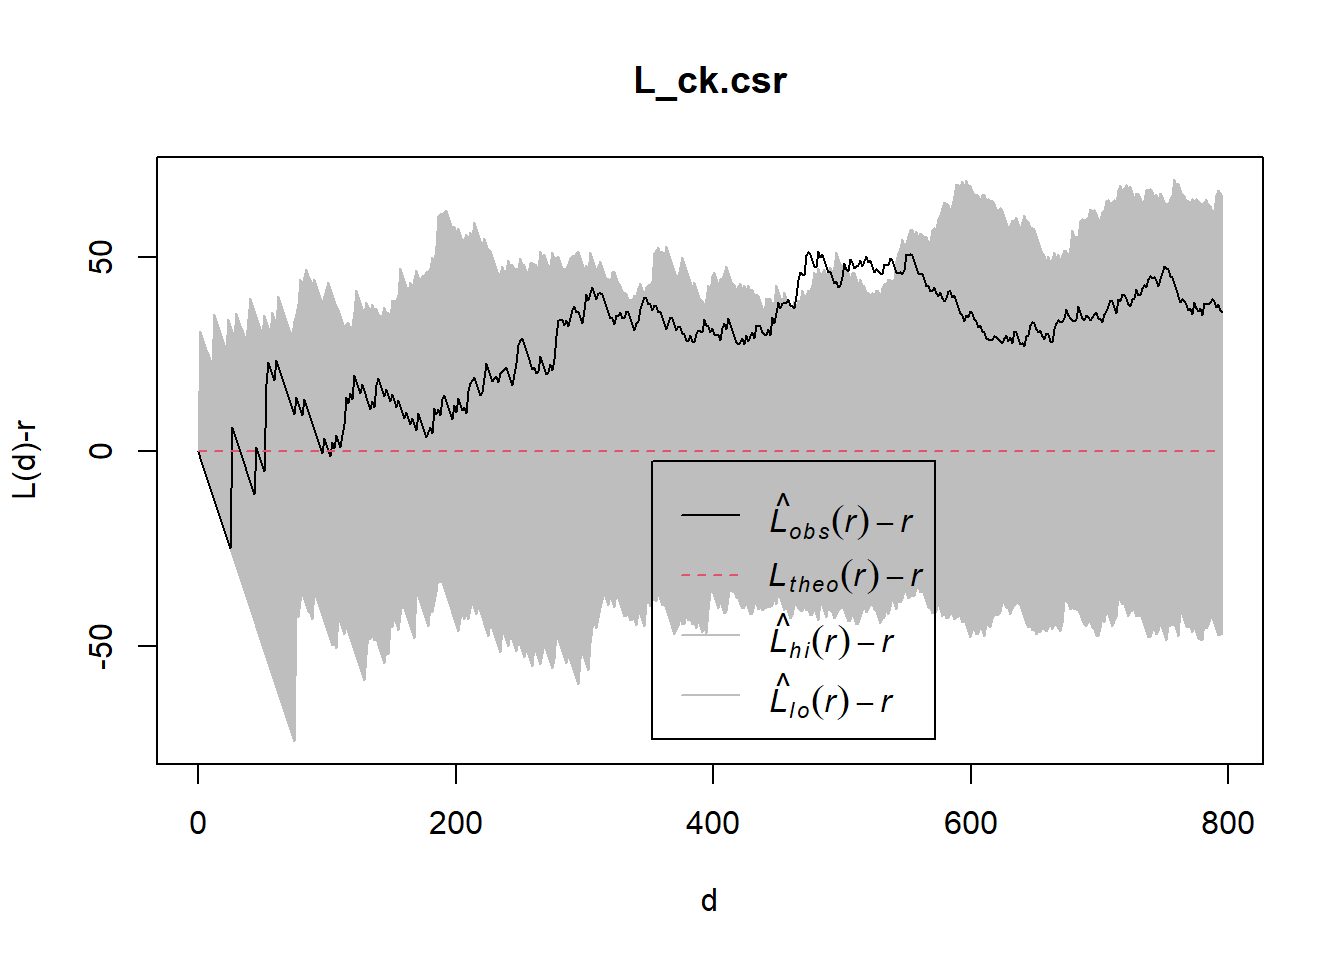 L_ck.csr
L(d)-r
50
0
-50
L̂obs(r) − r
Ltheo(r) − r
L̂hi(r) − r
L̂lo(r) − r
0 200 400 600 800
d